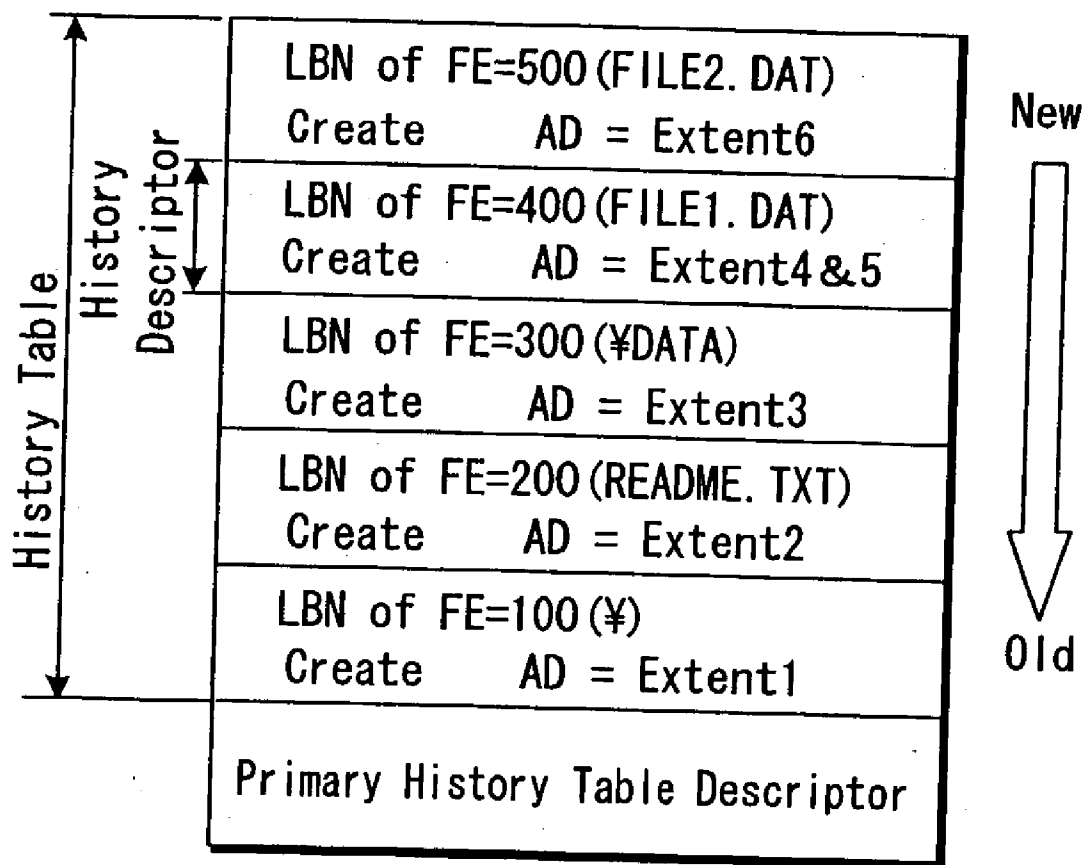 LBN of FE=500(FILE2.DAT)
Create AD = Extent6
LBN of FE=400(FILE1.DAT)
Create AD = Extent4&5
LBN of FE=300(¥DATA)
Create AD = Extent3
LBN of FE=200(README.TXT)
Create AD = Extent2
LBN of FE=100(¥)
Create AD = Extent1
Primary History Table Descriptor
History Table
History
Descriptor
New
Old